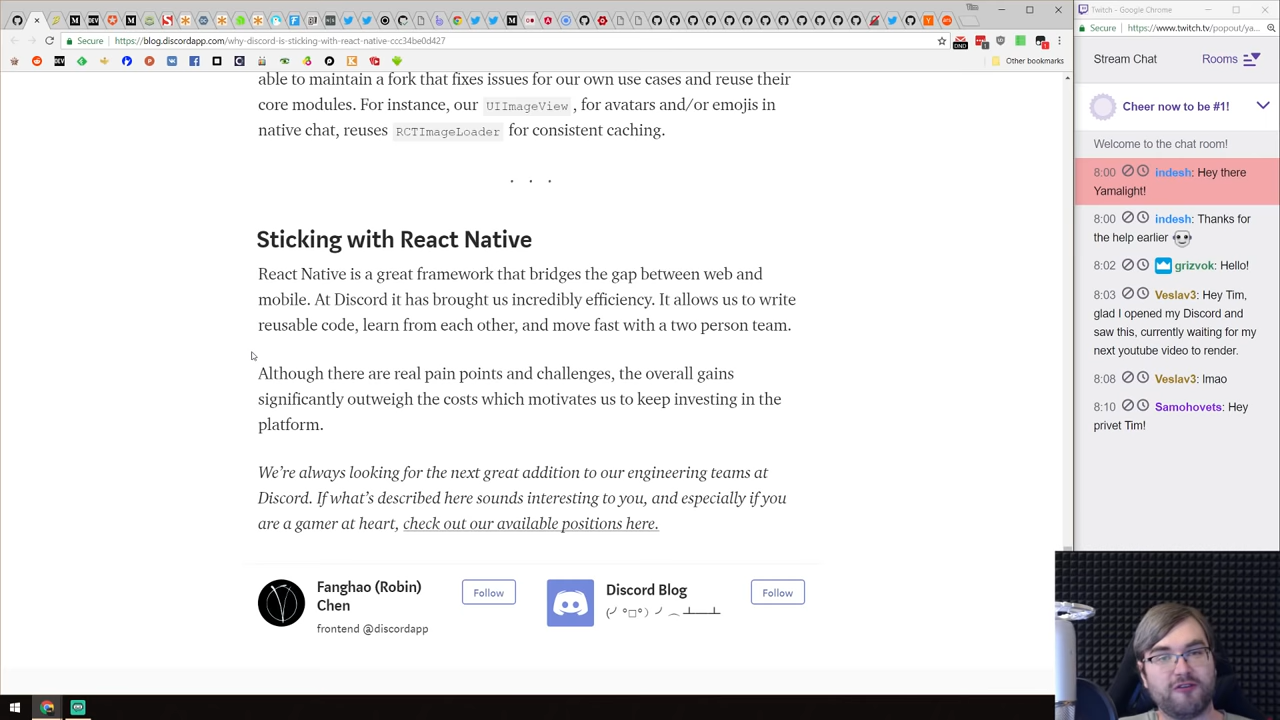 Secure
https://blog.discordapp.com/why-discord-is-sticking-with-react-native-ccc34be0d427
Other bookmarks
able to maintain a fork that fixes issues for our own use cases and reuse their
core modules. For instance, our UIImageView , for avatars and/or emojis in
native chat, reuses RCTImageLoader for consistent caching.
. . .
Sticking with React Native
React Native is a great framework that bridges the gap between web and
mobile. At Discord it has brought us incredibly efficiency. It allows us to write
reusable code, learn from each other, and move fast with a two person team.
Although there are real pain points and challenges, the overall gains
significantly outweigh the costs which motivates us to keep investing in the
platform.
We're always looking for the next great addition to our engineering teams at
Discord. If what's described here sounds interesting to you, and especially if you
are a gamer at heart, check out our available positions here.
Fanghao (Robin)
Chen
frontend @discordapp
Follow
Discord Blog
(╯°□°)╯︵ ┻━┻
Follow
Twitch - Google Chrome
Secure
https://www.twitch.tv/popout/ya...
Stream Chat
Rooms
Cheer now to be #1!
Welcome to the chat room!
8:00 indesh: Hey there
Yamalight!
8:00 indesh: Thanks for
the help earlier
8:02 grizvok: Hello!
8:03 Veslav3: Hey Tim,
glad I opened my Discord and
saw this, currently waiting for my
next youtube video to render.
8:08 Veslav3: lmao
8:10 Samohovets: Hey
privet Tim!